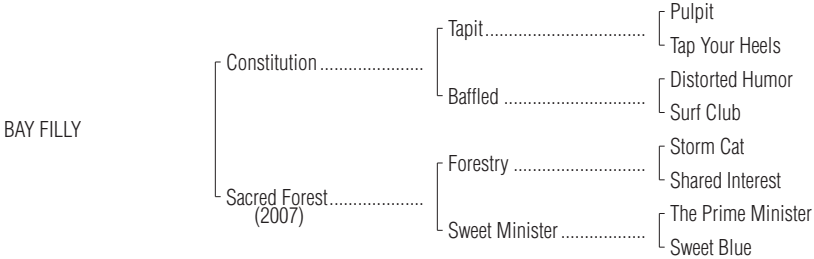 Pulpit
Tapit..................................
Tap Your Heels
Constitution ......................
Distorted Humor
Baffled ..............................
Surf Club
BAY FILLY
Storm Cat
Forestry ............................
Shared Interest
Sacred Forest....................
(2007)
The Prime Minister
Sweet Minister ..................
Sweet Blue